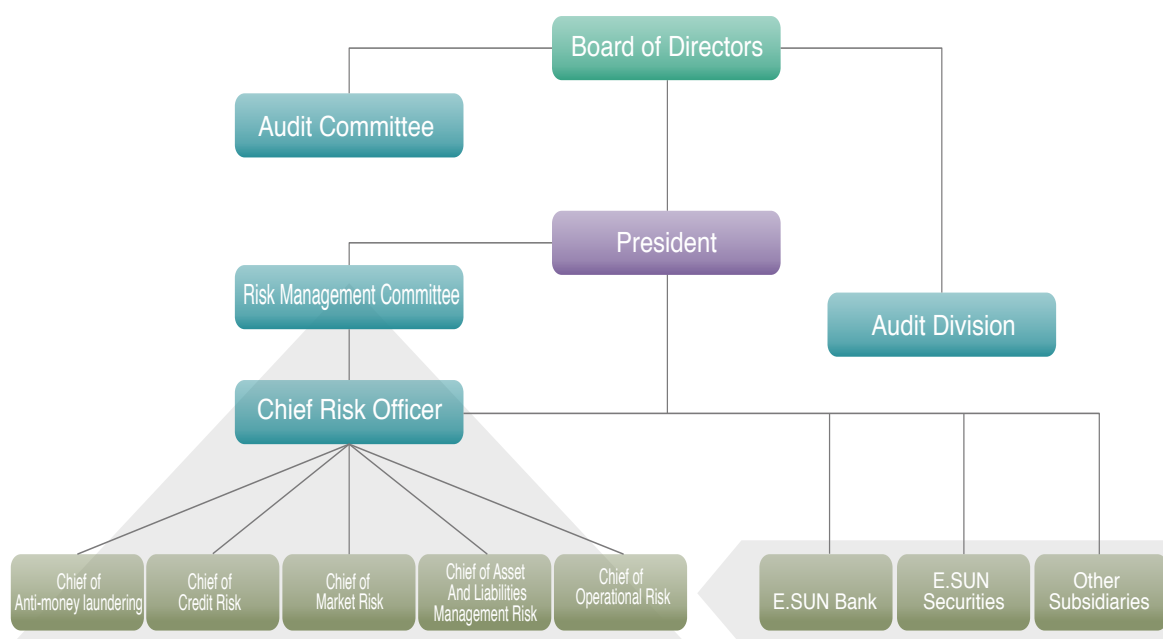 Board of Directors
Audit Committee
President
Risk Management Committee
Audit Division
Chief Risk Officer
Chief of
Anti-money laundering
Chief of
Credit Risk
Chief of
Market Risk
Chief of Asset
And Liabilities
Management Risk
Chief of
Operational Risk
E.SUN Bank
E.SUN
Securities
Other
Subsidiaries